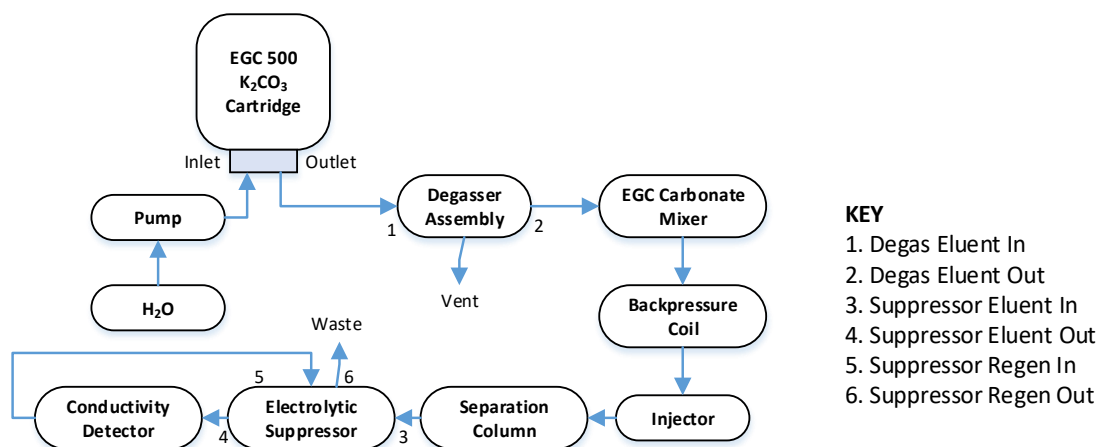 EGC 500
K₂CO₃
Cartridge
Inlet
Outlet
Pump
H₂O
Degasser
Assembly
1
2
Vent
EGC Carbonate
Mixer
Backpressure
Coil
Injector
Separation
Column
3
Electrolytic
Suppressor
5
6
Waste
4
Conductivity
Detector
KEY
1. Degas Eluent In
2. Degas Eluent Out
3. Suppressor Eluent In
4. Suppressor Eluent Out
5. Suppressor Regen In
6. Suppressor Regen Out